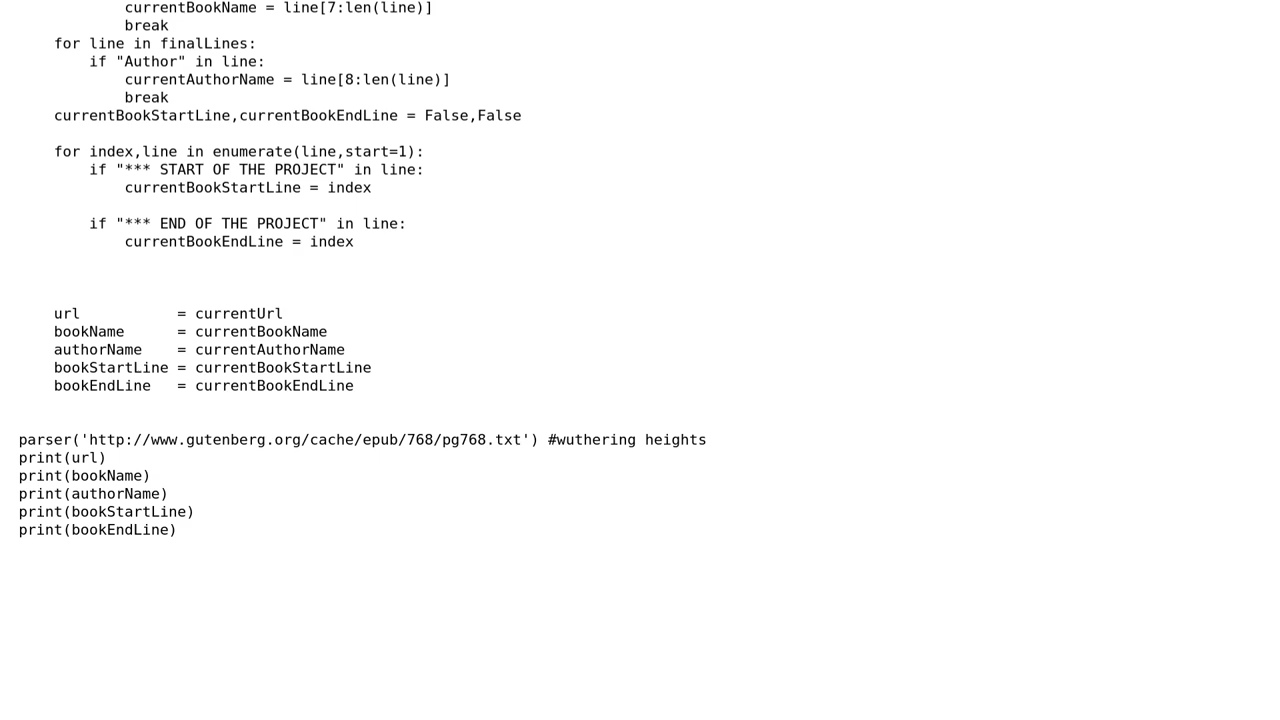 currentBookName = line[7:len(line)]
            break
    for line in finalLines:
        if "Author" in line:
            currentAuthorName = line[8:len(line)]
            break
    currentBookStartLine,currentBookEndLine = False,False
    for index,line in enumerate(line,start=1):
        if "*** START OF THE PROJECT" in line:
            currentBookStartLine = index
        if "*** END OF THE PROJECT" in line:
            currentBookEndLine = index
    url           = currentUrl
    bookName      = currentBookName
    authorName    = currentAuthorName
    bookStartLine = currentBookStartLine
    bookEndLine   = currentBookEndLine
parser('http://www.gutenberg.org/cache/epub/768/pg768.txt') #wuthering heights
print(url)
print(bookName)
print(authorName)
print(bookStartLine)
print(bookEndLine)